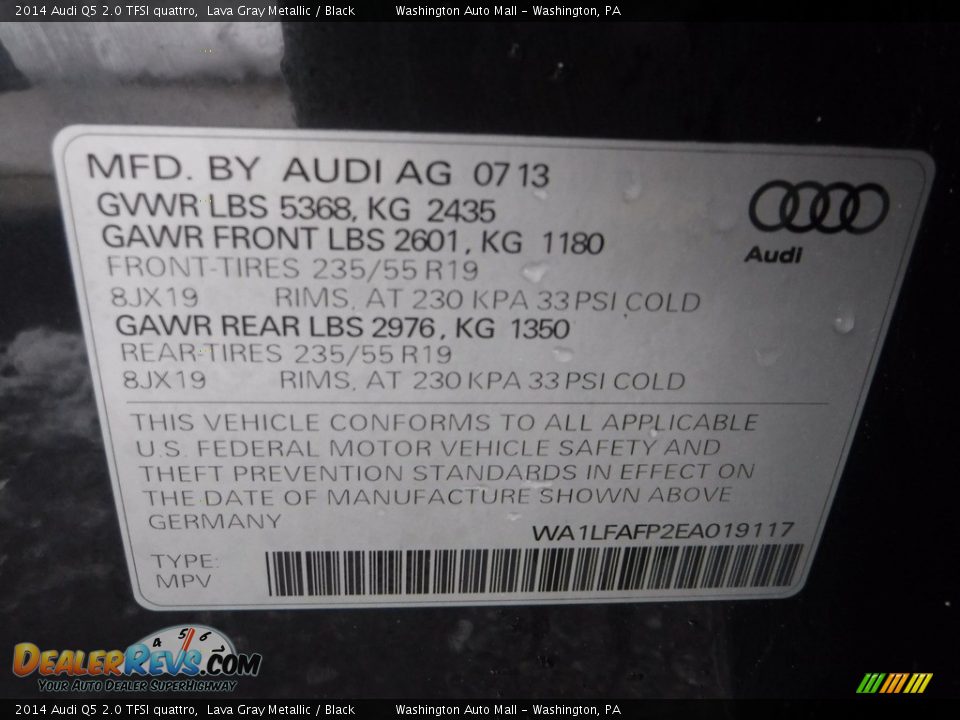 2014 Audi Q5 2.0 TFSI quattro, Lava Gray Metallic / Black Washington Auto Mall - Washington, PA
MFD. BY AUDI AG 07 13
GVWR LBS 5368, KG 2435
GAWR FRONT LBS 2601, KG 1180
FRONT-TIRES 235/55 R19
8JX19 RIMS, AT 230 KPA 33 PSI COLD
GAWR REAR LBS 2976, KG 1350
REAR-TIRES 235/55 R19
8JX19 RIMS, AT 230 KPA 33 PSI COLD
Audi
THIS VEHICLE CONFORMS TO ALL APPLICABLE
U.S. FEDERAL MOTOR VEHICLE SAFETY AND
THEFT PREVENTION STANDARDS IN EFFECT ON
THE DATE OF MANUFACTURE SHOWN ABOVE
GERMANY
WA1LFAFP2EA019117
TYPE:
MPV
4 5 6
DEALERREVS.COM
YOUR AUTO DEALER SUPERHIGHWAY
2014 Audi Q5 2.0 TFSI quattro, Lava Gray Metallic / Black Washington Auto Mall - Washington, PA